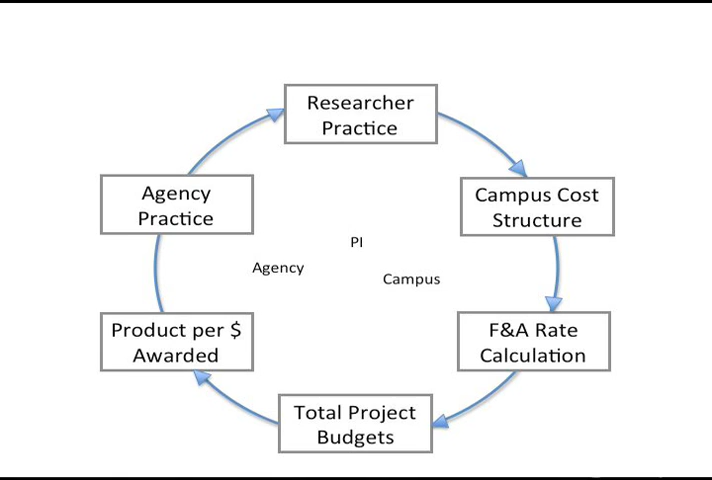 Researcher
Practice
Agency
Practice
Campus Cost
Structure
PI
Agency
Campus
Product per $
Awarded
F&A Rate
Calculation
Total Project
Budgets